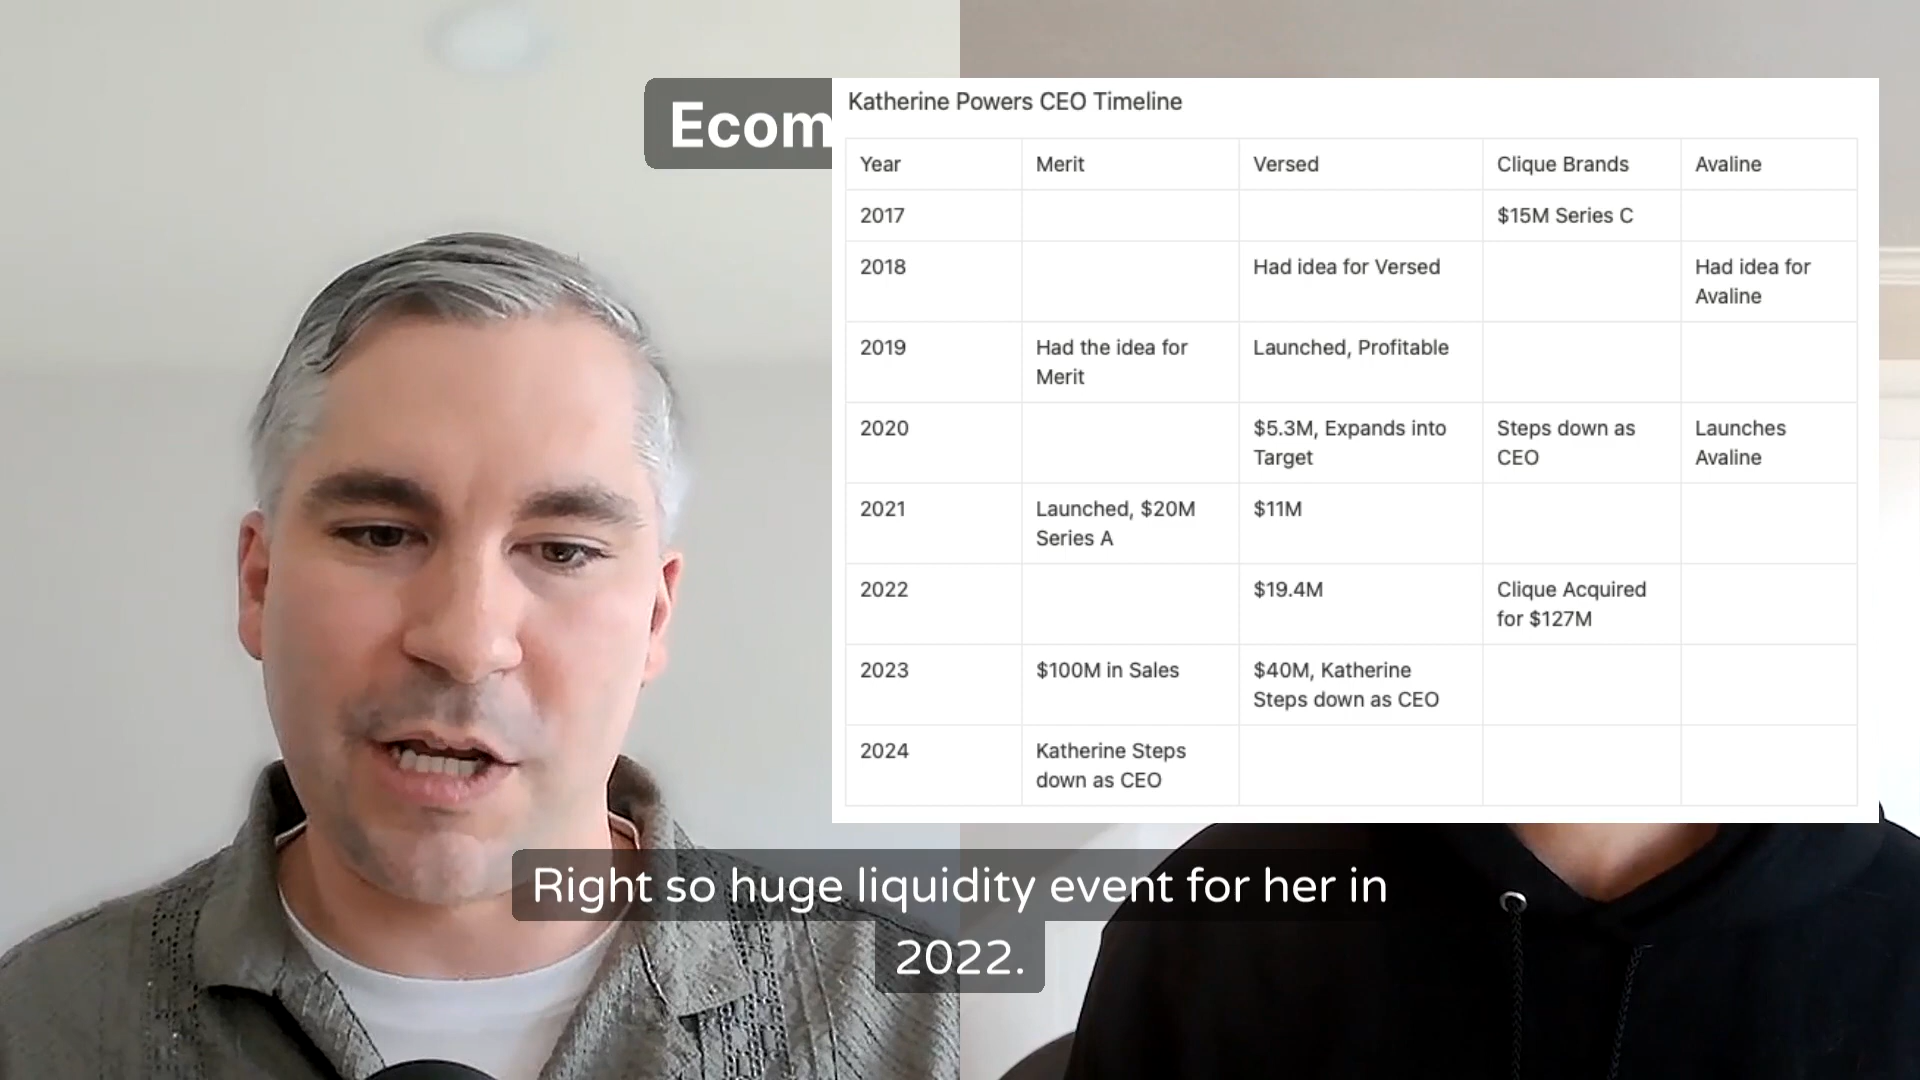 Ecom
Katherine Powers CEO Timeline
Year Merit Versed Clique Brands Avaline
2017 $15M Series C
2018 Had idea for Versed Had idea for
Avaline
2019 Had the idea for Launched, Profitable
Merit
2020 $5.3M, Expands into Steps down as Launches
Target CEO Avaline
2021 Launched, $20M $11M
Series A
2022 $19.4M Clique Acquired
for $127M
2023 $100M in Sales $40M, Katherine
Steps down as CEO
2024 Katherine Steps
down as CEO
Right so huge liquidity event for her in
2022.